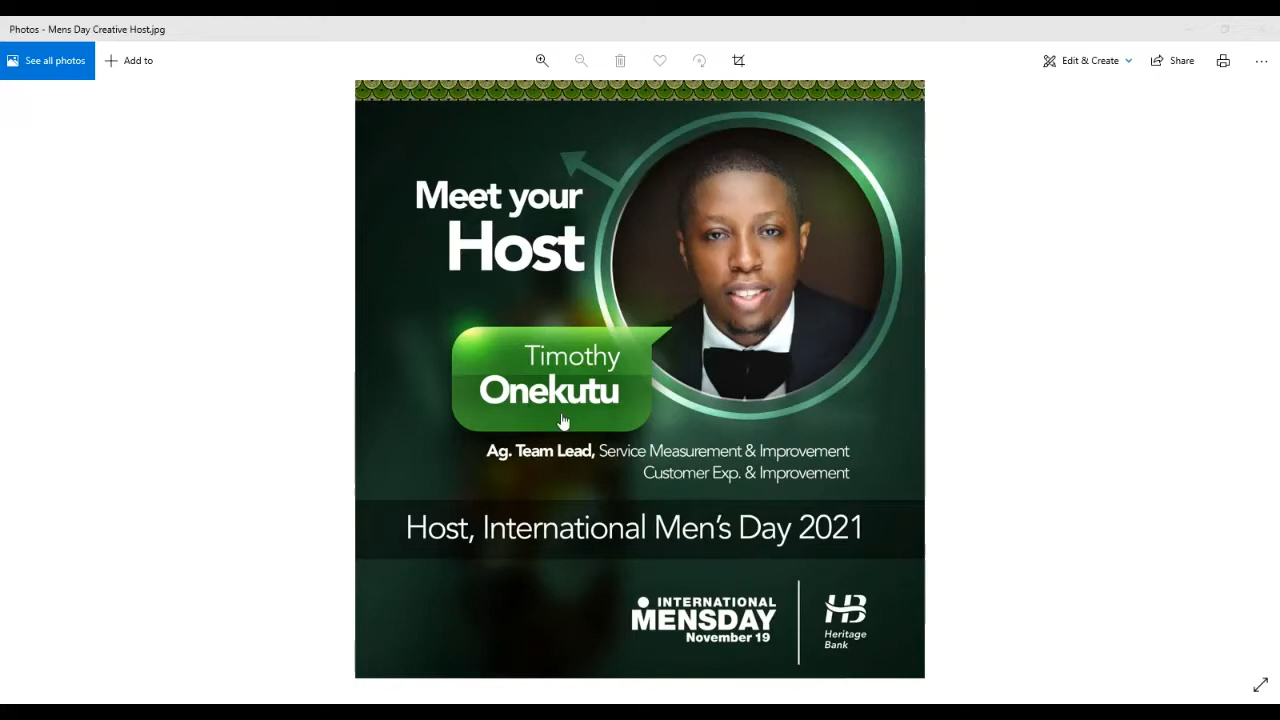 Photos - Mens Day Creative Host.jpg
See all photos
Add to
Edit & Create
Share
Meet your
Host
Timothy
Onekutu
Ag. Team Lead, Service Measurement & Improvement
Customer Exp. & Improvement
Host, International Men's Day 2021
INTERNATIONAL
MENSDAY
November 19
HB
Heritage
Bank